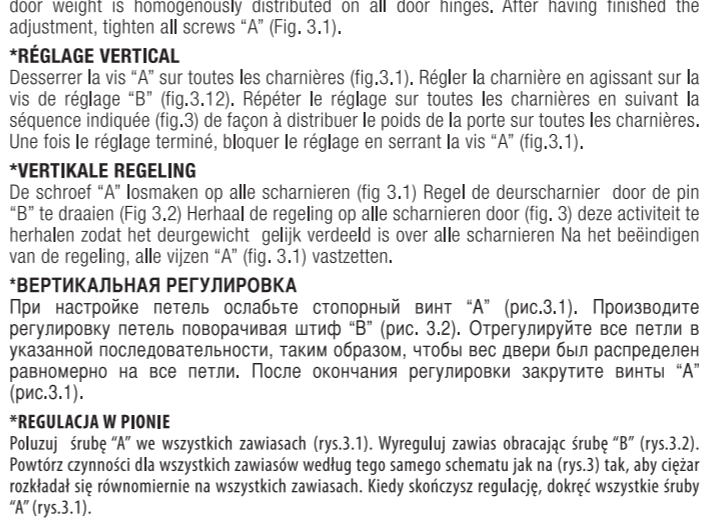 door weight is homogenously distributed on all door hinges. After having finished the
adjustment, tighten all screws “A” (Fig. 3.1).
*RÉGLAGE VERTICAL
Desserrer la vis “A” sur toutes les charnières (fig.3.1). Régler la charnière en agissant sur la
vis de réglage “B” (fig.3.12). Répéter le réglage sur toutes les charnières en suivant la
séquence indiquée (fig.3) de façon à distribuer le poids de la porte sur toutes les charnières.
Une fois le réglage terminé, bloquer le réglage en serrant la vis “A” (fig.3.1).
*VERTIKALE REGELING
De schroef “A” losmaken op alle scharnieren (fig 3.1) Regel de deurscharnier door de pin
“B” te draaien (Fig 3.2) Herhaal de regeling op alle scharnieren door (fig. 3) deze activiteit te
herhalen zodat het deurgewicht gelijk verdeeld is over alle scharnieren Na het beëindigen
van de regeling, alle vijzen “A” (fig. 3.1) vastzetten.
*ВЕРТИКАЛЬНАЯ РЕГУЛИРОВКА
При настройке петель ослабьте стопорный винт “A” (рис.3.1). Производите
регулировку петель поворачивая штиф “B” (рис. 3.2). Отрегулируйте все петли в
указанной последовательности, таким образом, чтобы вес двери был распределен
равномерно на все петли. После окончания регулировки закрутите винты “A”
(рис.3.1).
*REGULACJA W PIONIE
Poluzuj śrubę “A” we wszystkich zawiasach (rys.3.1). Wyreguluj zawias obracając śrubę “B” (rys.3.2).
Powtórz czynności dla wszystkich zawiasów według tego samego schematu jak na (rys.3) tak, aby ciężar
rozkładał się równomiernie na wszystkich zawiasach. Kiedy skończysz regulację, dokręć wszystkie śruby
“A” (rys.3.1).